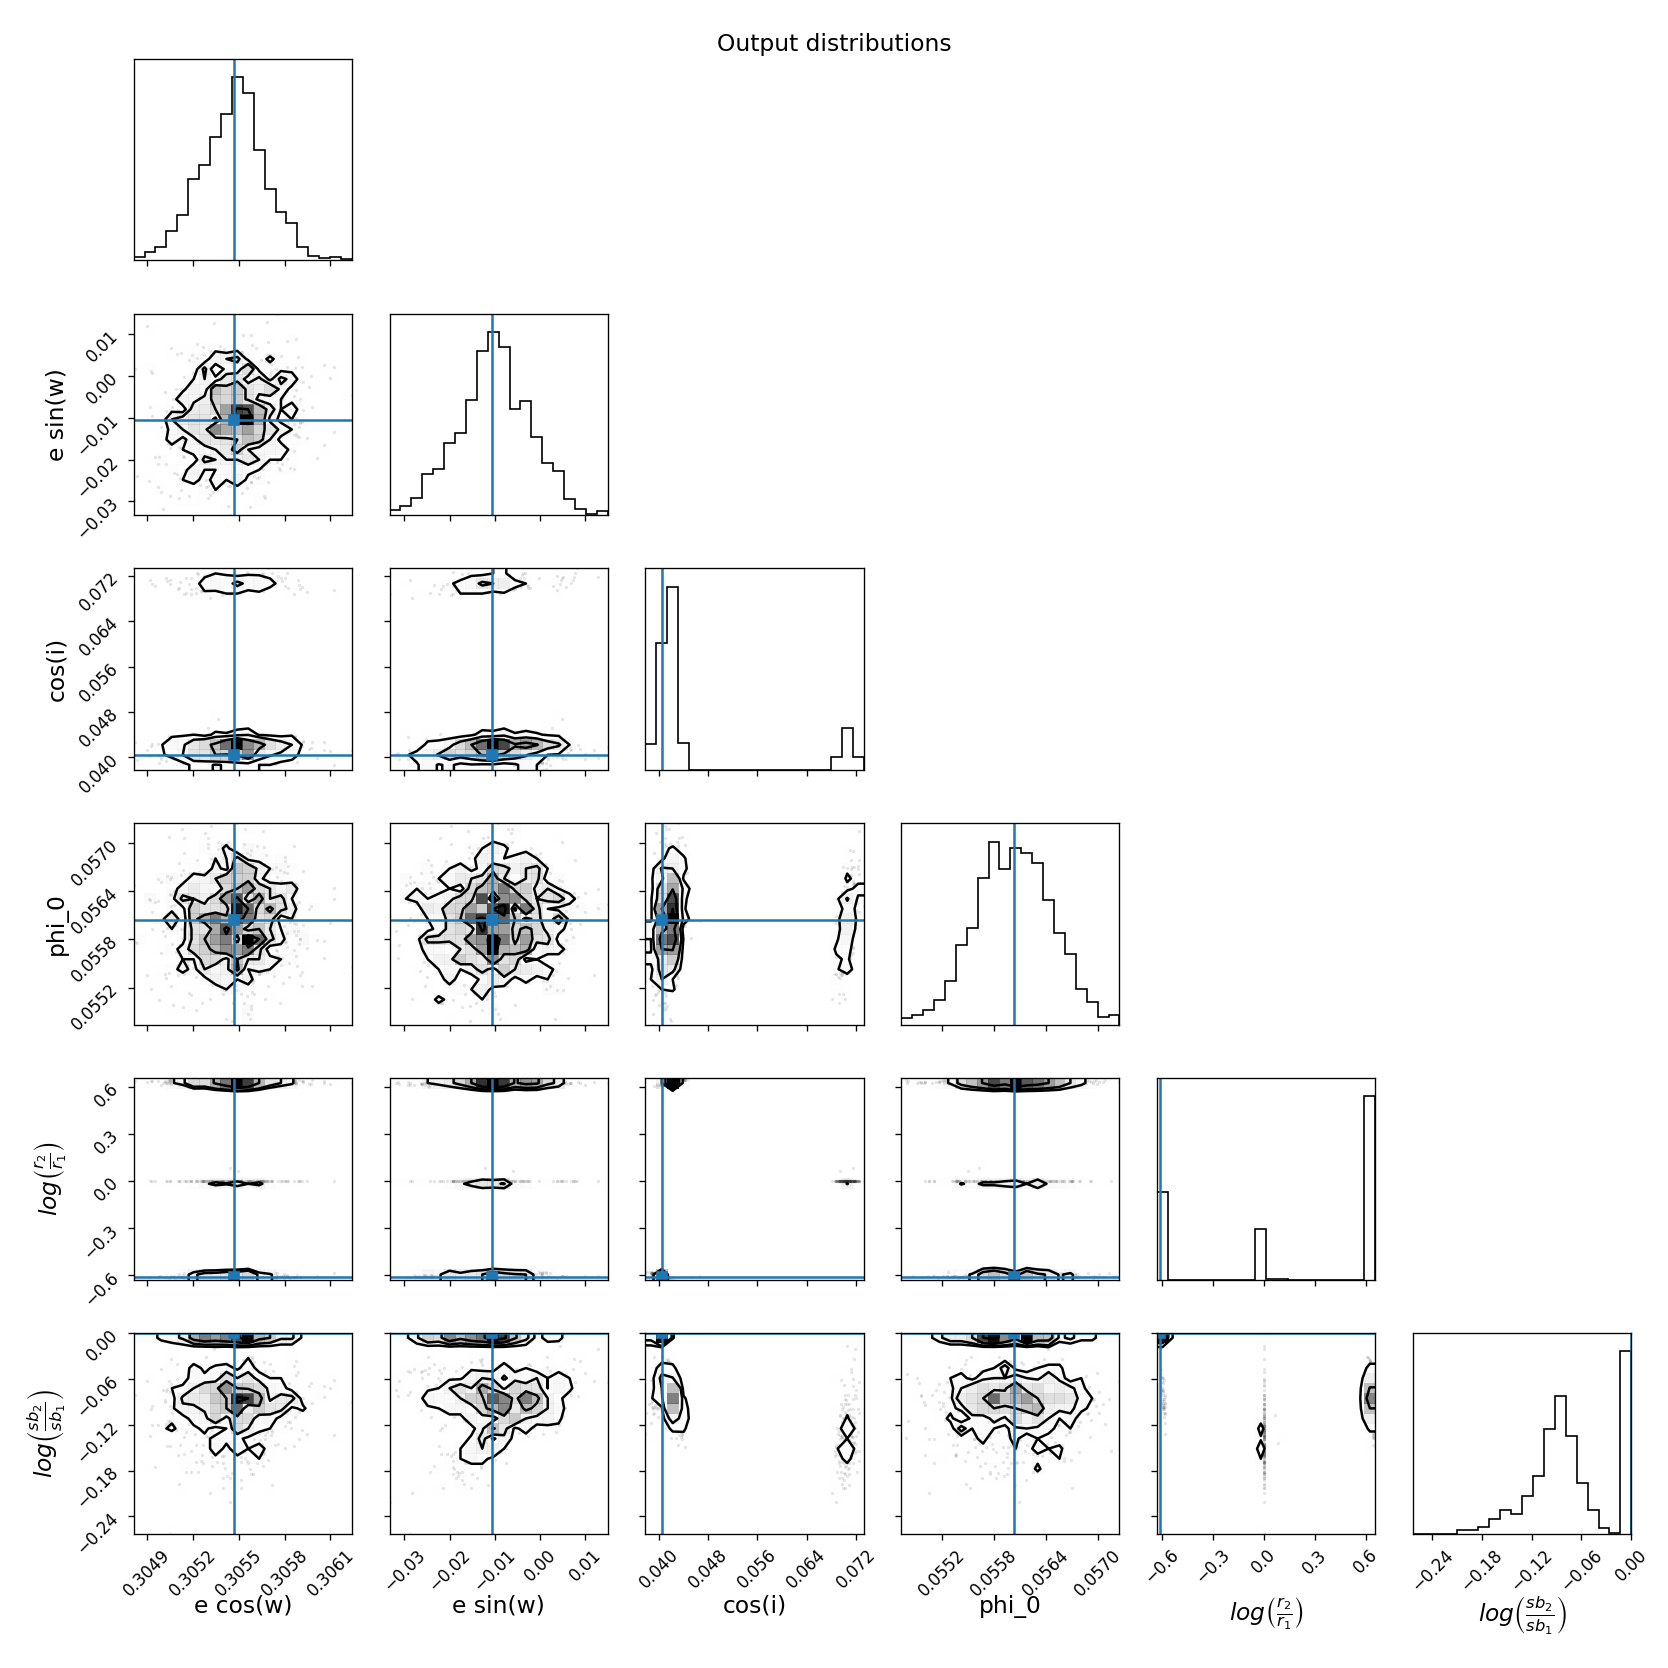 Output distributions
e sin(w)
0.01
0.00
−0.01
−0.02
−0.03
cos(i)
0.072
0.064
0.056
0.048
0.040
phi_0
0.0570
0.0564
0.0558
0.0552
log(r2/r1)
0.6
0.3
0.0
−0.3
−0.6
log(sb2/sb1)
0.00
−0.06
−0.12
−0.18
−0.24
0.3049 0.3052 0.3055 0.3058 0.3061
e cos(w)
−0.03 −0.02 −0.01 0.00 0.01
e sin(w)
0.040 0.048 0.056 0.064 0.072
cos(i)
0.0552 0.0558 0.0564 0.0570
phi_0
−0.6 −0.3 0.0 0.3 0.6
log(r2/r1)
−0.24 −0.18 −0.12 −0.06 0.00
log(sb2/sb1)